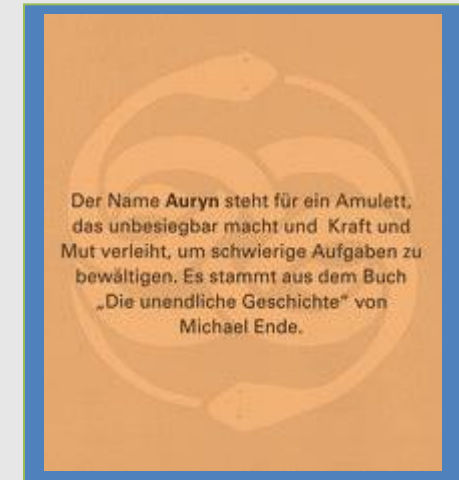 Der Name Auryn steht für ein Amulett,
das unbesiegbar macht und Kraft und
Mut verleiht, um schwierige Aufgaben zu
bewältigen. Es stammt aus dem Buch
„Die unendliche Geschichte“ von
Michael Ende.